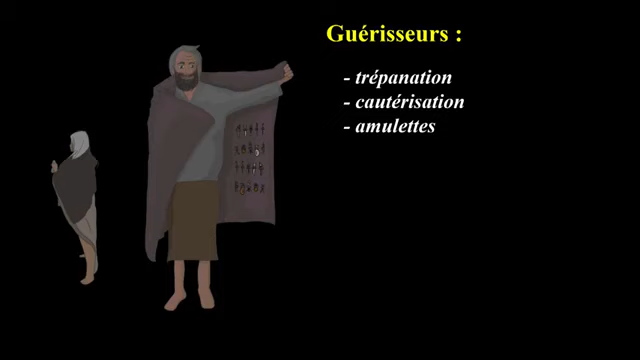 Guérisseurs :
- trépanation
- cautérisation
- amulettes